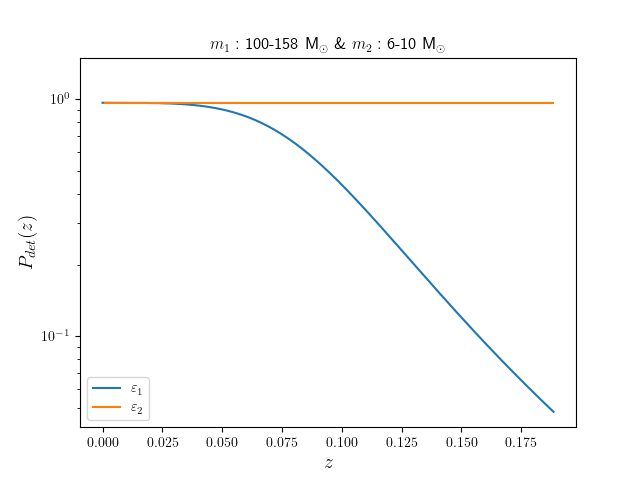 m₁ : 100-158 M☉ & m₂ : 6-10 M☉
10⁰
P_det(z)
10⁻¹
ε₁
ε₂
0.000 0.025 0.050 0.075 0.100 0.125 0.150 0.175
z